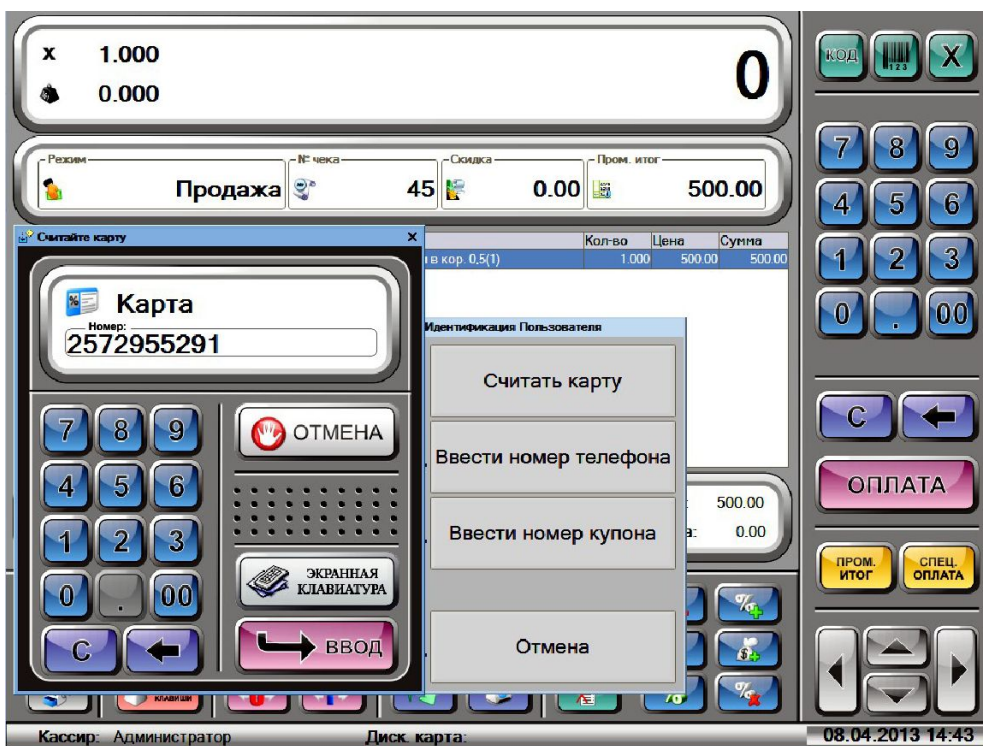 x 1.000
0
0.000
КОД 123 X
Режим № чека Скидка Пром. итог
Продажа 45 0.00 500.00
7 8 9
4 5 6
1 2 3
0 . 00
Считайте карту x
Кол-во Цена Сумма
в кор. 0,5(1) 1.000 500.00 500.00
Карта
Номер:
2572955291
Идентификация Пользователя
Считать карту
Ввести номер телефона
Ввести номер купона
Отмена
7 8 9
4 5 6
1 2 3
0 . 00
C
ОТМЕНА
ЭКРАННАЯ
КЛАВИАТУРА
ВВОД
500.00
а: 0.00
C
ОПЛАТА
ПРОМ.
ИТОГ
СПЕЦ.
ОПЛАТА
КЛАВИШИ
Кассир: Администратор Диск. карта: 08.04.2013 14:43